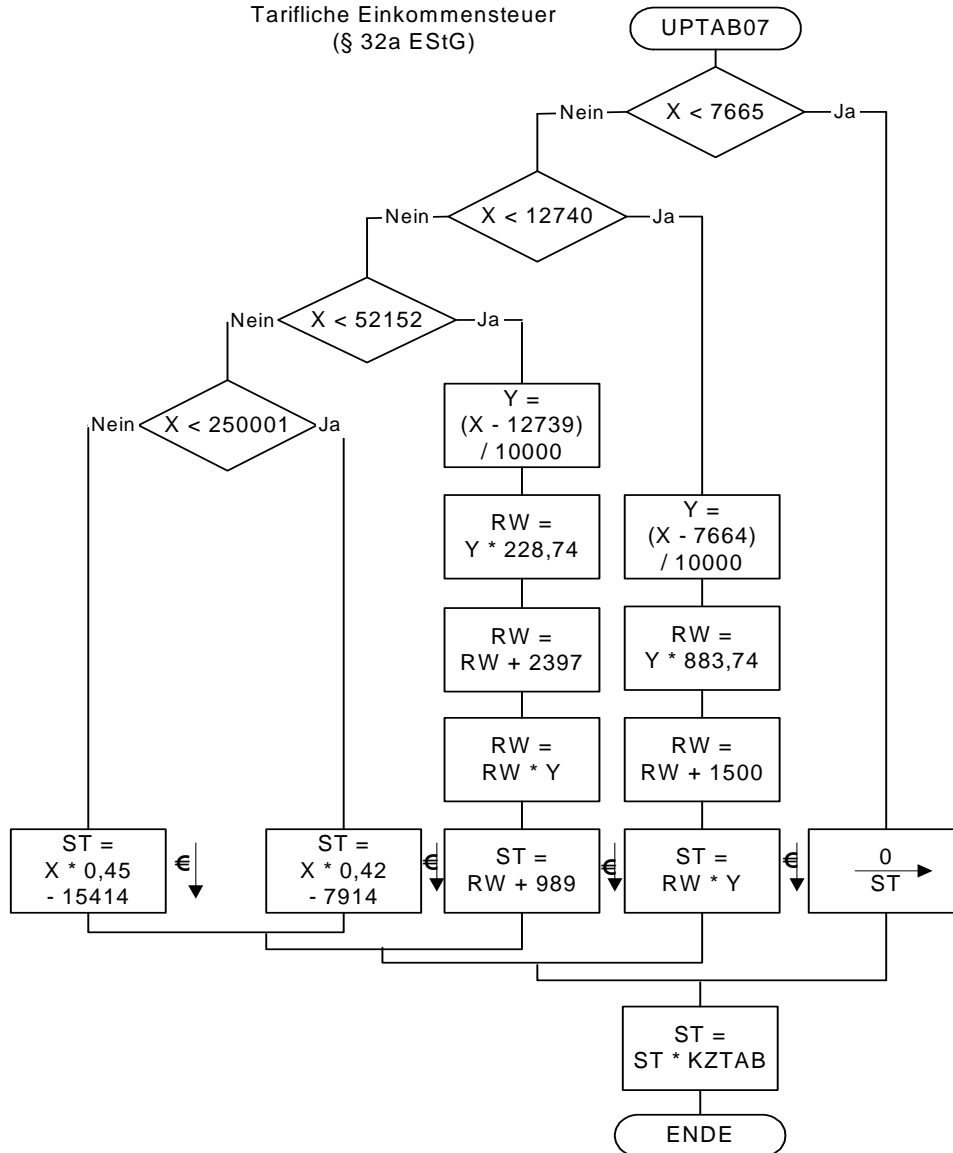 Tarifliche Einkommensteuer
(§ 32a EStG)
UPTAB07
Nein
X < 7665
Ja
Nein
X < 12740
Ja
Nein
X < 52152
Ja
Nein
X < 250001
Ja
Y =
(X - 12739)
/ 10000
RW =
Y * 228,74
RW =
RW + 2397
RW =
RW * Y
Y =
(X - 7664)
/ 10000
RW =
Y * 883,74
RW =
RW + 1500
ST =
X * 0,45
- 15414
€
ST =
X * 0,42
- 7914
€
ST =
RW + 989
€
ST =
RW * Y
€
0
ST
ST =
ST * KZTAB
ENDE